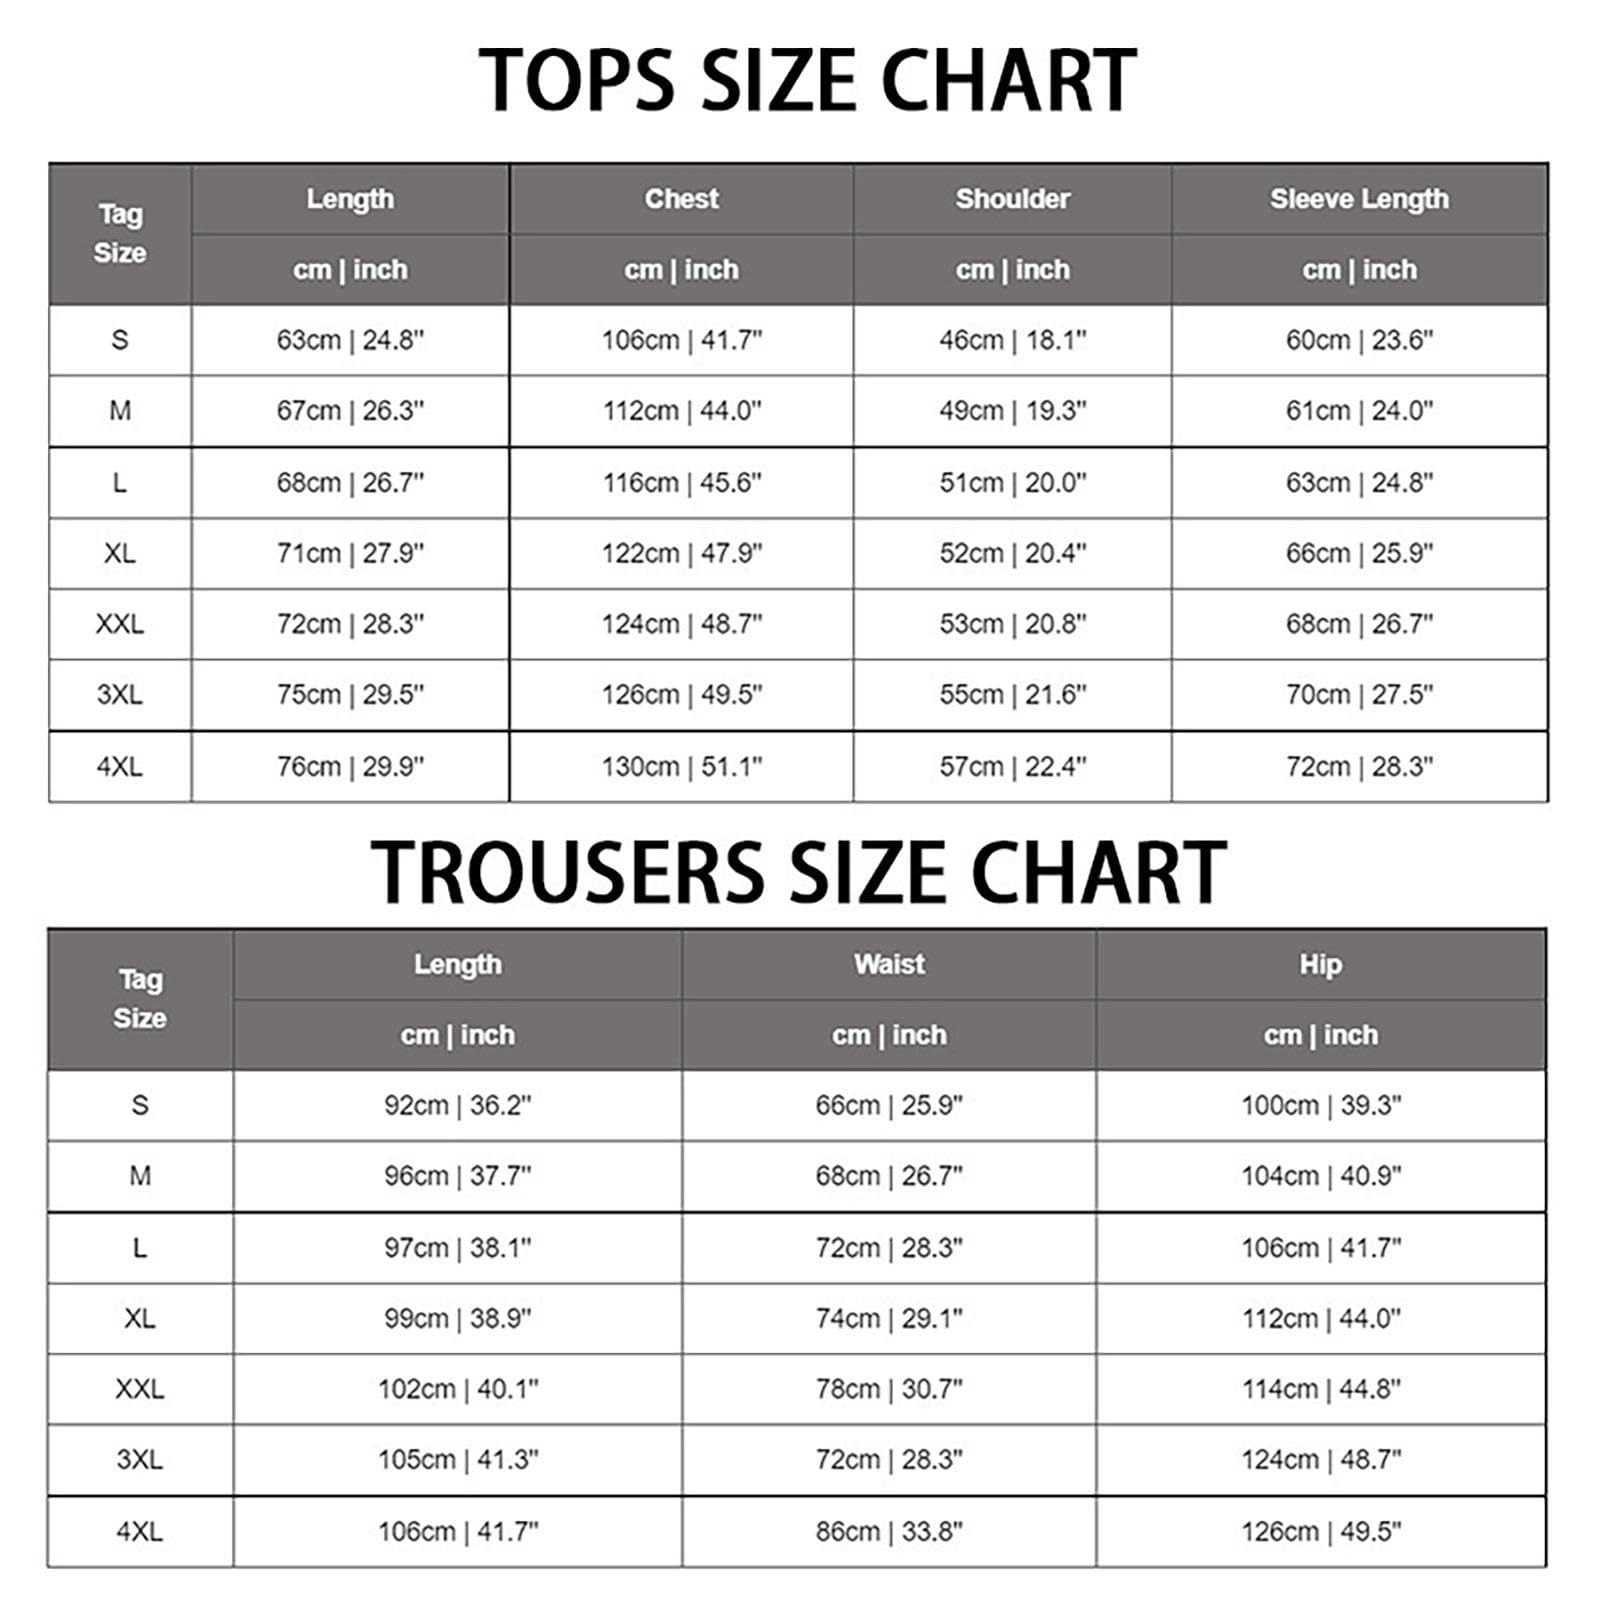 TOPS SIZE CHART
Tag Size Length Chest Shoulder Sleeve Length
cm | inch cm | inch cm | inch cm | inch
S 63cm | 24.8" 106cm | 41.7" 46cm | 18.1" 60cm | 23.6"
M 67cm | 26.3" 112cm | 44.0" 49cm | 19.3" 61cm | 24.0"
L 68cm | 26.7" 116cm | 45.6" 51cm | 20.0" 63cm | 24.8"
XL 71cm | 27.9" 122cm | 47.9" 52cm | 20.4" 66cm | 25.9"
XXL 72cm | 28.3" 124cm | 48.7" 53cm | 20.8" 68cm | 26.7"
3XL 75cm | 29.5" 126cm | 49.5" 55cm | 21.6" 70cm | 27.5"
4XL 76cm | 29.9" 130cm | 51.1" 57cm | 22.4" 72cm | 28.3"
TROUSERS SIZE CHART
Tag Size Length Waist Hip
cm | inch cm | inch cm | inch
S 92cm | 36.2" 66cm | 25.9" 100cm | 39.3"
M 96cm | 37.7" 68cm | 26.7" 104cm | 40.9"
L 97cm | 38.1" 72cm | 28.3" 106cm | 41.7"
XL 99cm | 38.9" 74cm | 29.1" 112cm | 44.0"
XXL 102cm | 40.1" 78cm | 30.7" 114cm | 44.8"
3XL 105cm | 41.3" 72cm | 28.3" 124cm | 48.7"
4XL 106cm | 41.7" 86cm | 33.8" 126cm | 49.5"